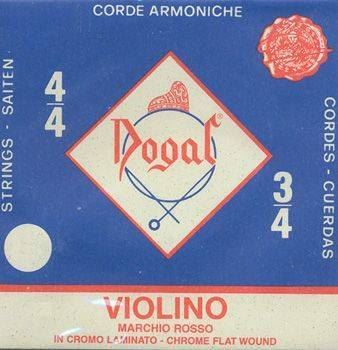 CORDE ARMONICHE
STRINGS - SAITEN
4/4
Dogal
®
3/4
CORDES - CUERDAS
VIOLINO
MARCHIO ROSSO
IN CROMO LAMINATO - CHROME FLAT WOUND